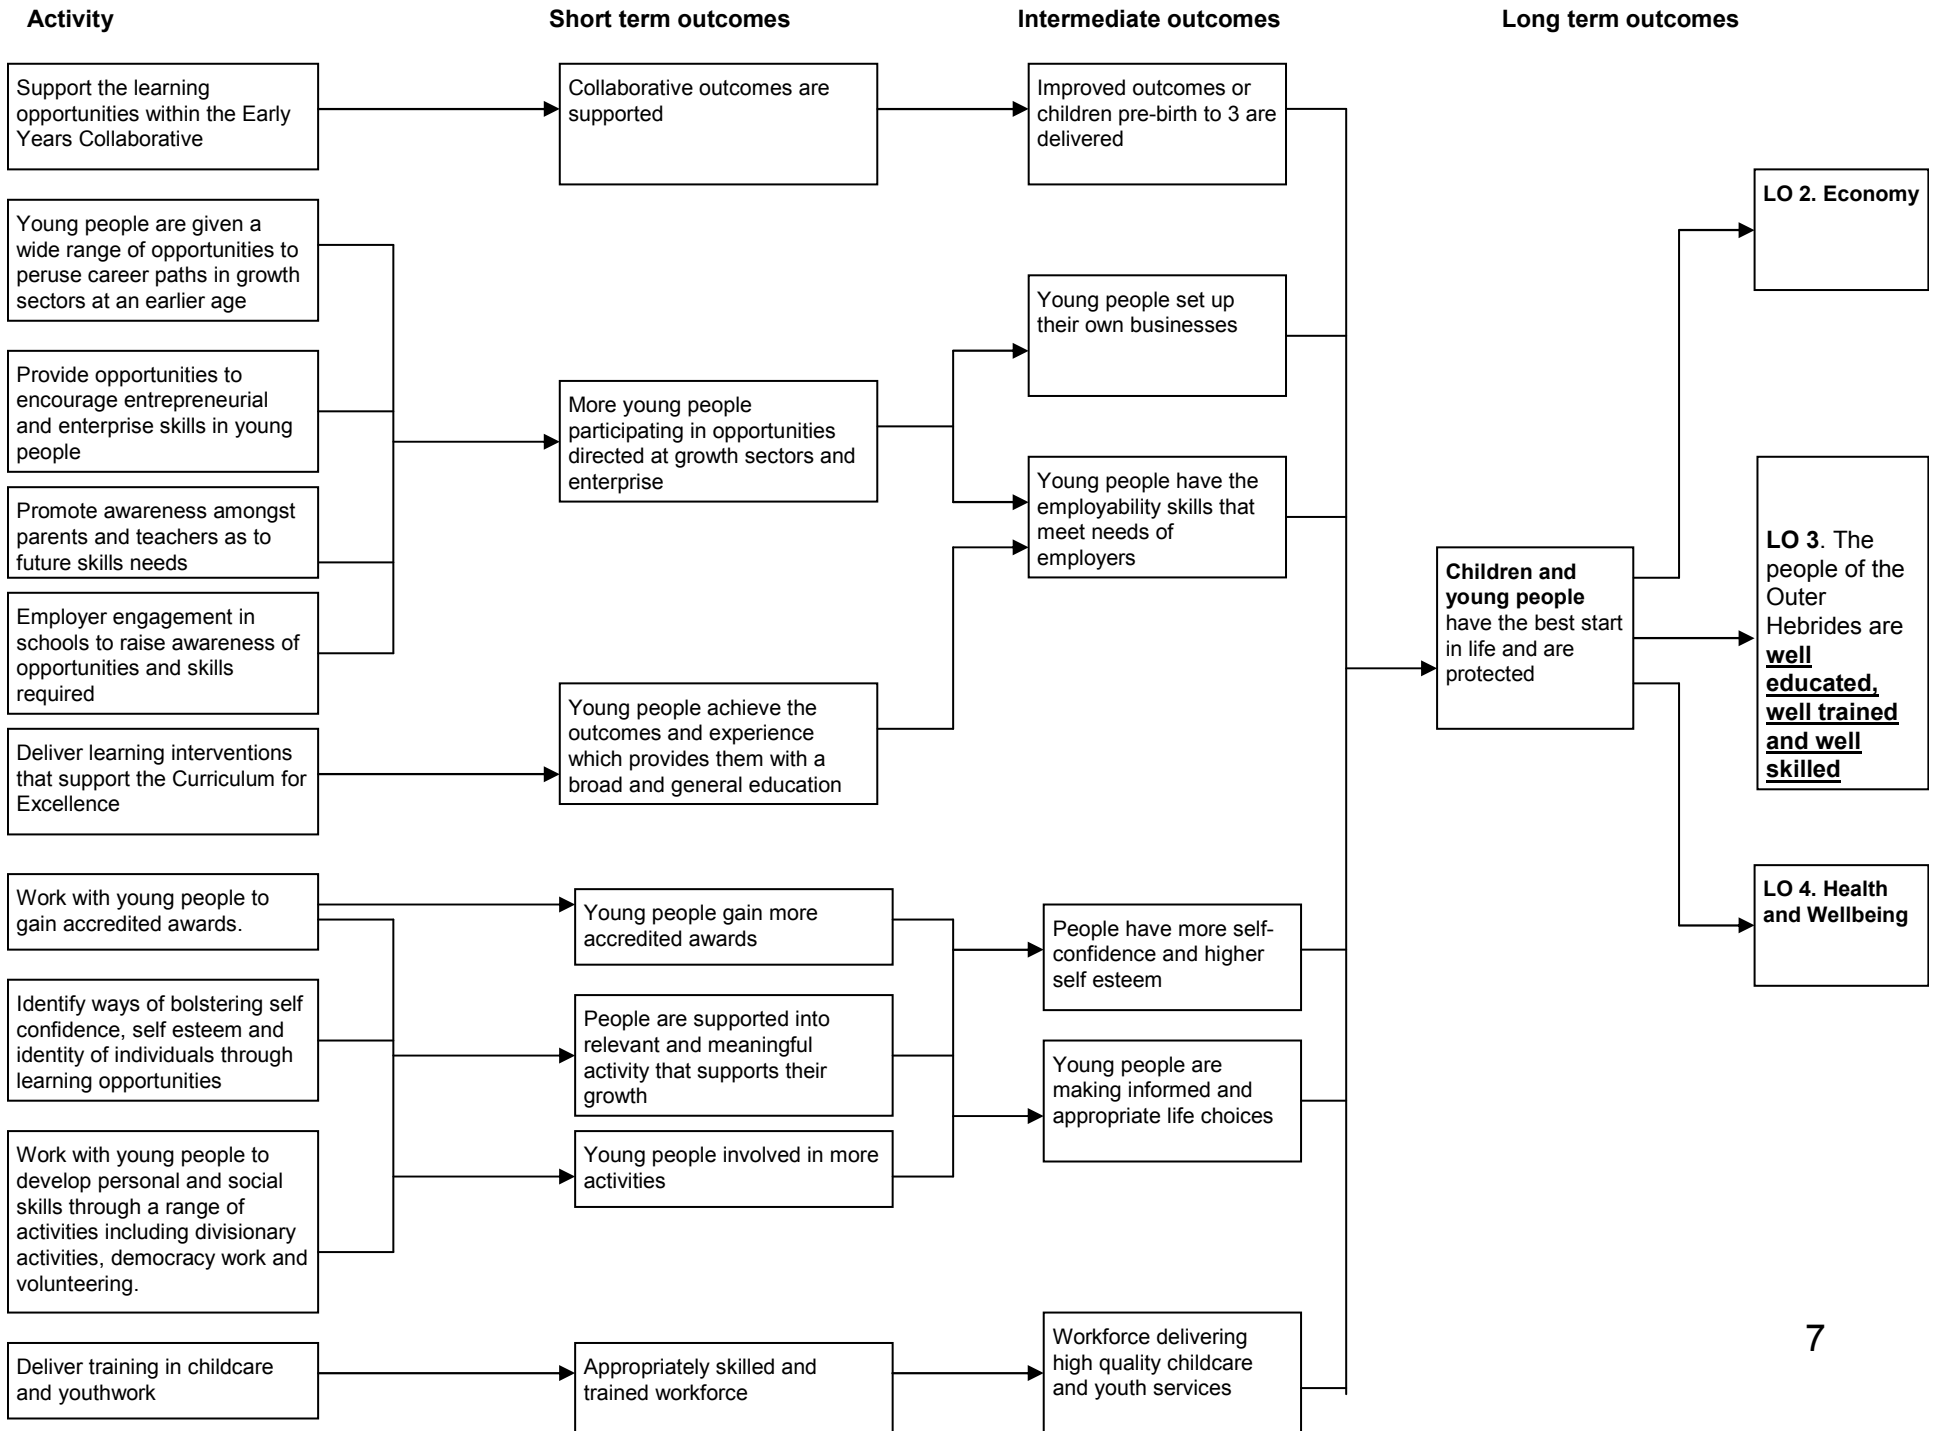 Activity
Short term outcomes
Intermediate outcomes
Long term outcomes
Support the learning
opportunities within the Early
Years Collaborative
Collaborative outcomes are
supported
Improved outcomes or
children pre-birth to 3 are
delivered
LO 2. Economy
Young people are given a
wide range of opportunities to
peruse career paths in growth
sectors at an earlier age
Young people set up
their own businesses
Provide opportunities to
encourage entrepreneurial
and enterprise skills in young
people
More young people
participating in opportunities
directed at growth sectors and
enterprise
Young people have the
employability skills that
meet needs of
employers
Promote awareness amongst
parents and teachers as to
future skills needs
Children and
young people
have the best start
in life and are
protected
LO 3. The
people of the
Outer
Hebrides are
well
educated,
well trained
and well
skilled
Employer engagement in
schools to raise awareness of
opportunities and skills
required
Young people achieve the
outcomes and experience
which provides them with a
broad and general education
Deliver learning interventions
that support the Curriculum for
Excellence
Work with young people to
gain accredited awards.
Young people gain more
accredited awards
People have more self-
confidence and higher
self esteem
LO 4. Health
and Wellbeing
Identify ways of bolstering self
confidence, self esteem and
identity of individuals through
learning opportunities
People are supported into
relevant and meaningful
activity that supports their
growth
Young people are
making informed and
appropriate life choices
Work with young people to
develop personal and social
skills through a range of
activities including divisionary
activities, democracy work and
volunteering.
Young people involved in more
activities
Deliver training in childcare
and youthwork
Appropriately skilled and
trained workforce
Workforce delivering
high quality childcare
and youth services
7